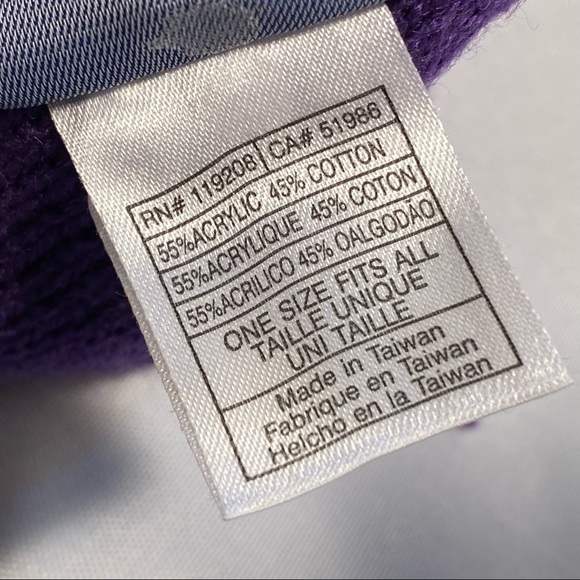 RN# 119208 CA# 51986
55%ACRYLIC 45% COTTON
55%ACRYLIQUE 45% COTON
55%ACRILICO 45% OALGODÃO
ONE SIZE FITS ALL
TAILLE UNIQUE
UNI TAILLE
Made in Taiwan
Fabrique en Taiwan
Helcho en la Taiwan